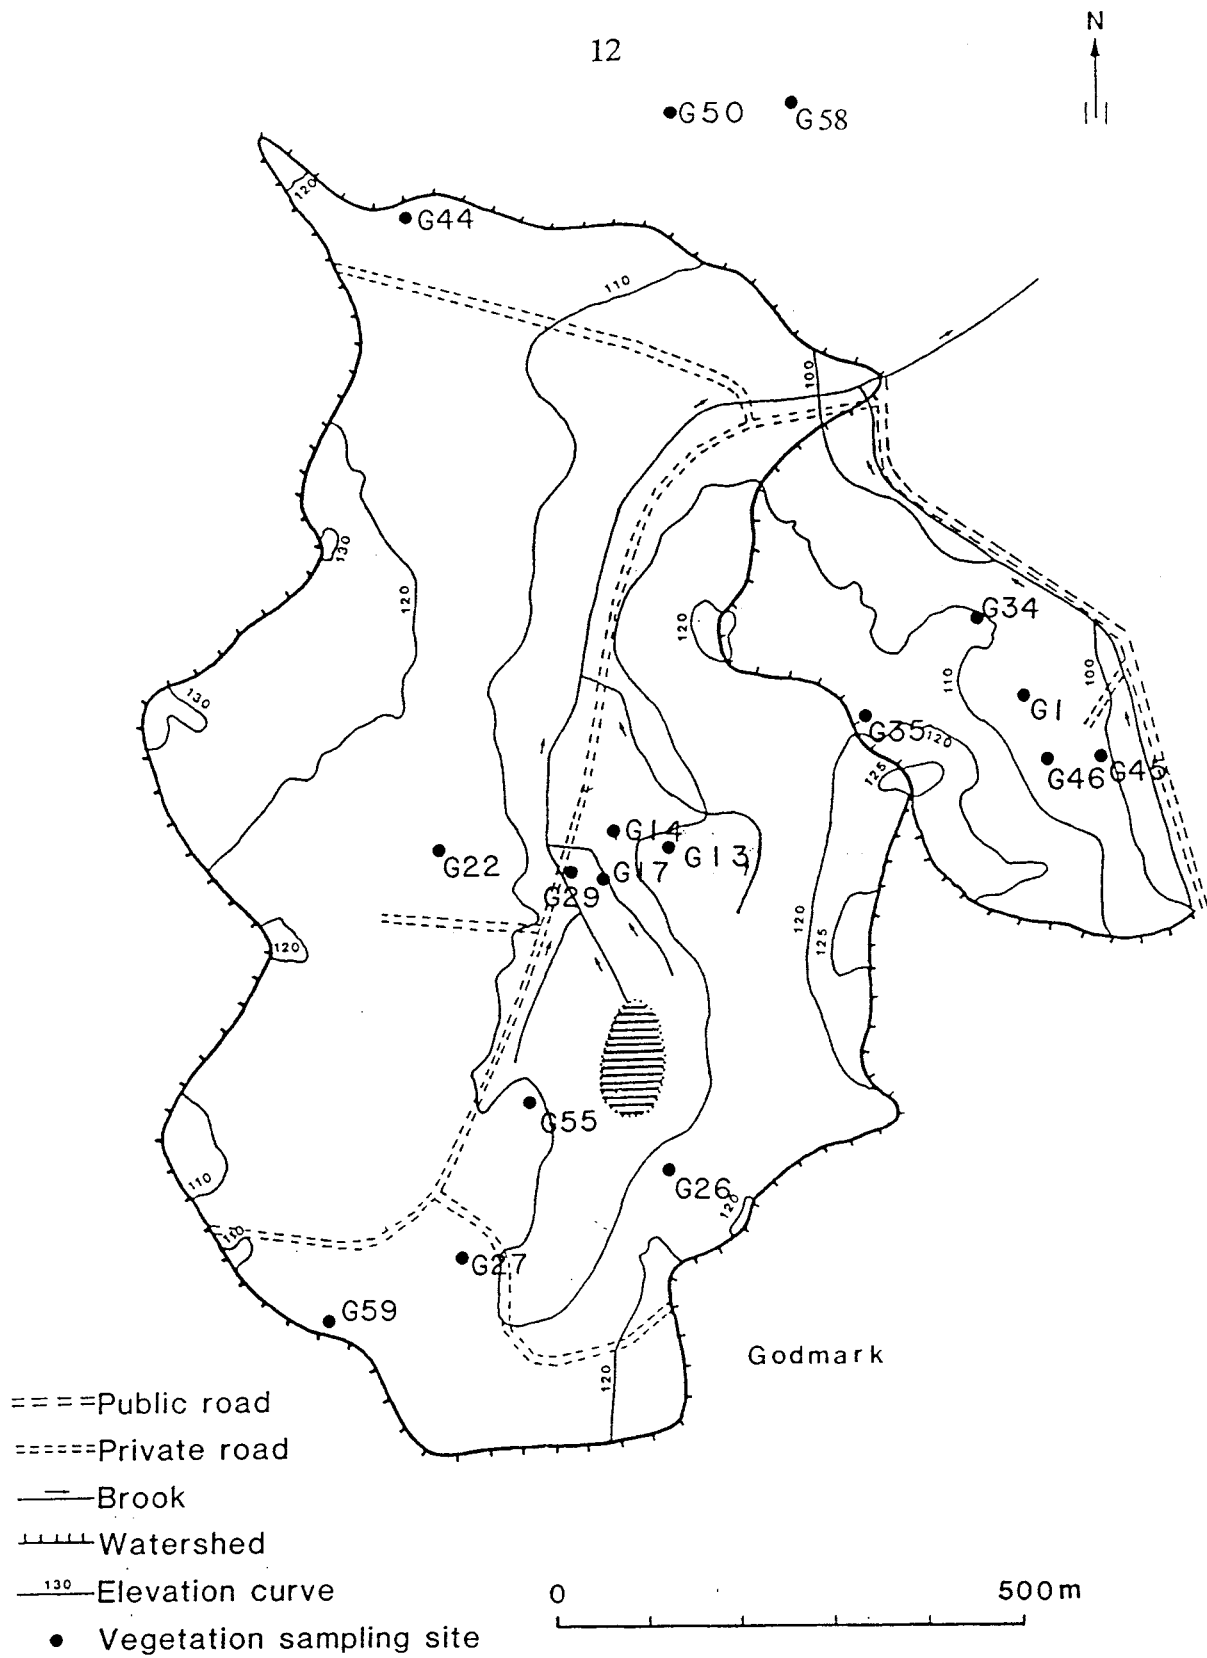 N
12
G50
G58
120
G44
110
100
130
120
G34
120
110
100
130
G1
G35
120
125
G46
G45
G14
G13
G22
G17
G29
120
125
120
G55
110
G26
120
110
G27
G59
Godmark
120
Public road
Private road
Brook
Watershed
130
Elevation curve
0
500m
Vegetation sampling site